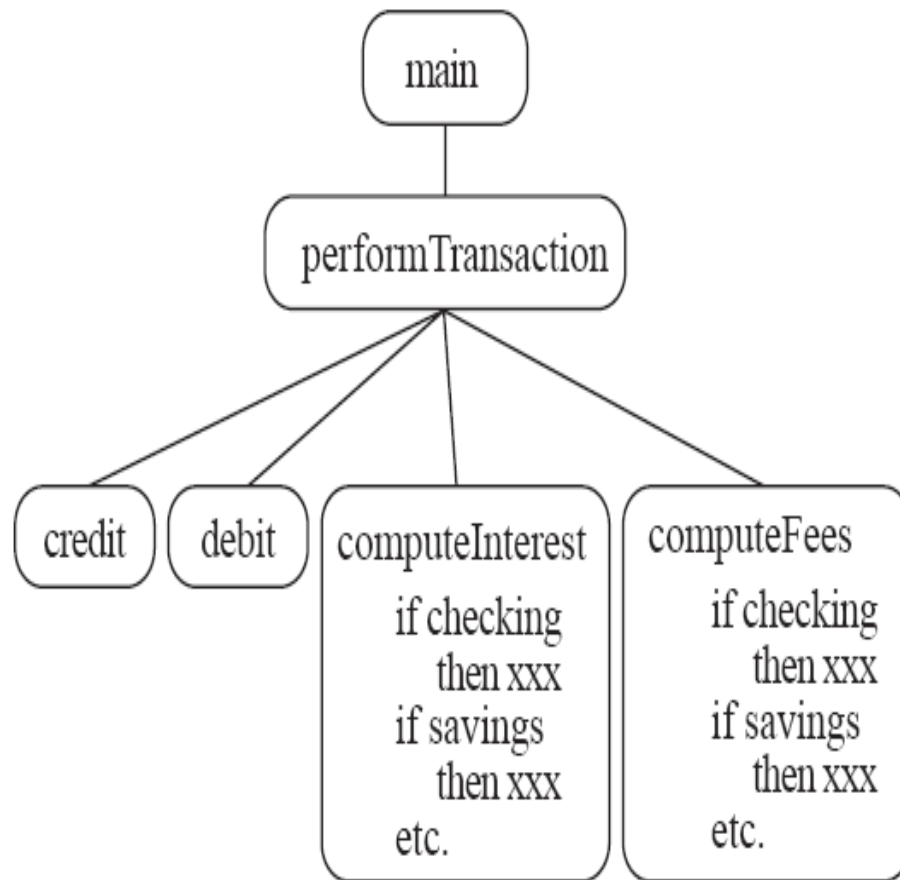 main
performTransaction
credit
debit
computeInterest
if checking
then xxx
if savings
then xxx
etc.
computeFees
if checking
then xxx
if savings
then xxx
etc.